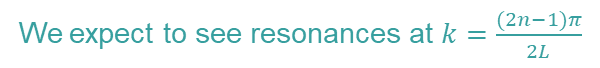 We expect to see resonances at k = (2n−1)π / 2L